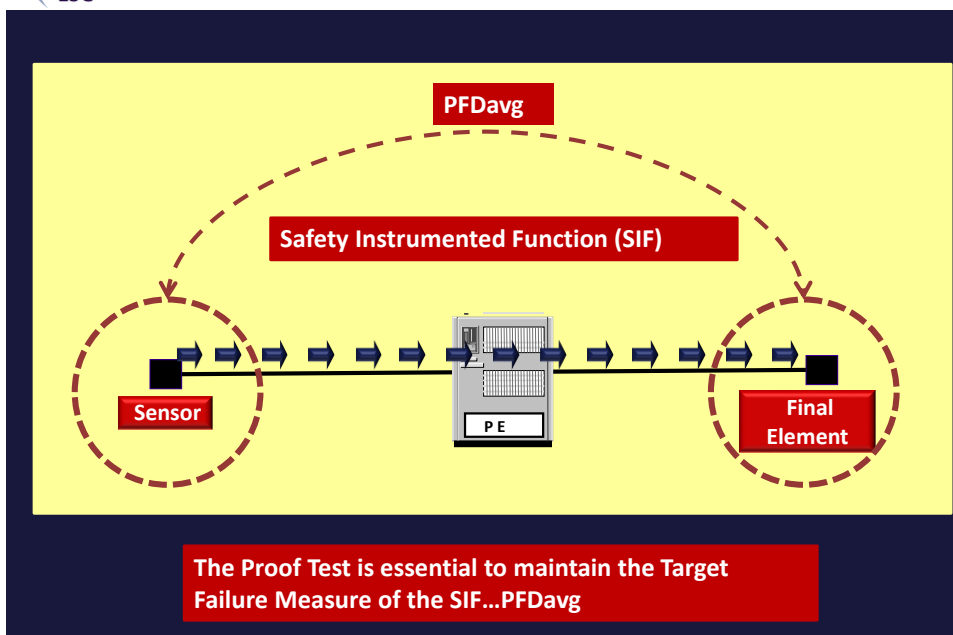 PFDavg
Safety Instrumented Function (SIF)
Sensor
P E
Final
Element
The Proof Test is essential to maintain the Target
Failure Measure of the SIF...PFDavg